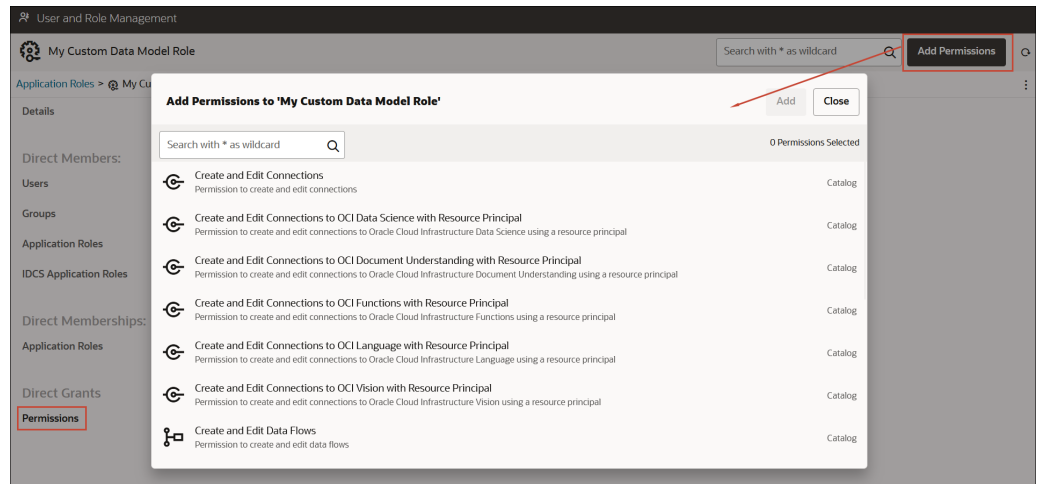 User and Role Management
My Custom Data Model Role
Search with * as wildcard
Add Permissions
Application Roles > My Cu
Details
Direct Members:
Users
Groups
Application Roles
IDCS Application Roles
Direct Memberships:
Application Roles
Direct Grants
Permissions
Add Permissions to 'My Custom Data Model Role'
Add
Close
Search with * as wildcard
0 Permissions Selected
Create and Edit Connections
Permission to create and edit connections
Catalog
Create and Edit Connections to OCI Data Science with Resource Principal
Permission to create and edit connections to Oracle Cloud Infrastructure Data Science using a resource principal
Catalog
Create and Edit Connections to OCI Document Understanding with Resource Principal
Permission to create and edit connections to Oracle Cloud Infrastructure Document Understanding using a resource principal
Catalog
Create and Edit Connections to OCI Functions with Resource Principal
Permission to create and edit connections to Oracle Cloud Infrastructure Functions using a resource principal
Catalog
Create and Edit Connections to OCI Language with Resource Principal
Permission to create and edit connections to Oracle Cloud Infrastructure Language using a resource principal
Catalog
Create and Edit Connections to OCI Vision with Resource Principal
Permission to create and edit connections to Oracle Cloud Infrastructure Vision using a resource principal
Catalog
Create and Edit Data Flows
Permission to create and edit data flows
Catalog